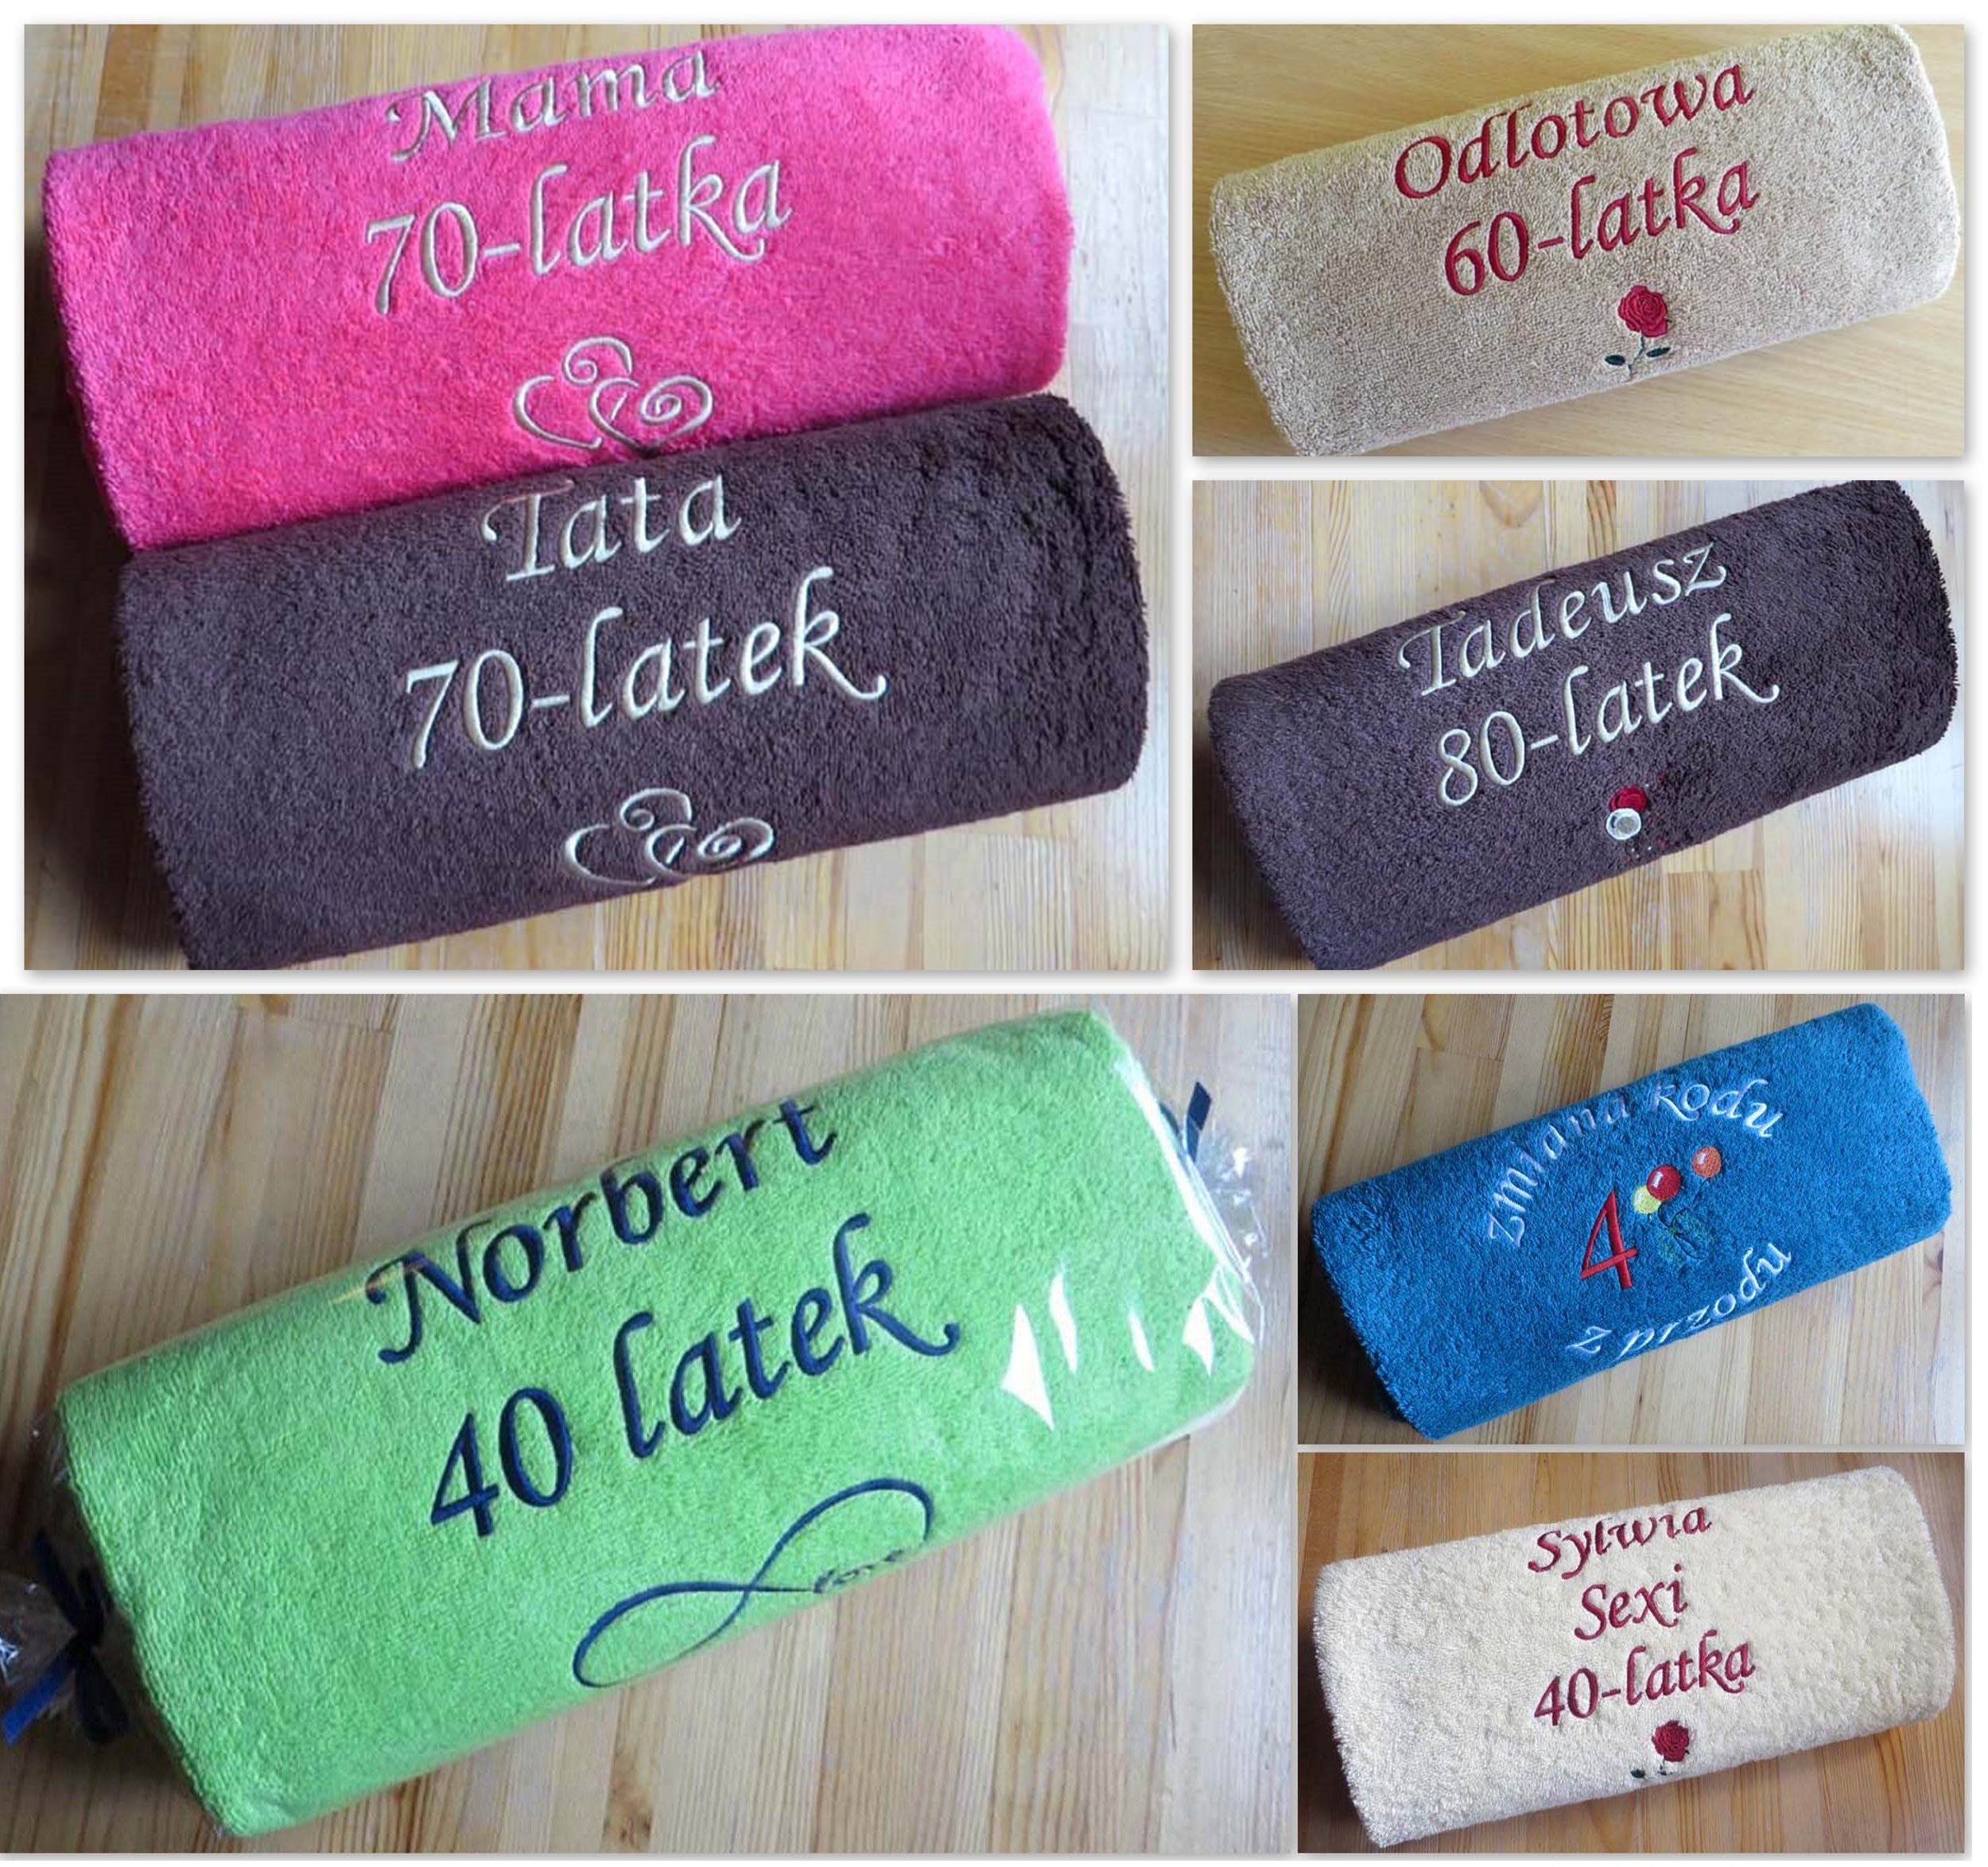 Mama
70-latka
Tata
70-latek
Odlotowa
60-latka
Tadeusz
80-latek
Norbert
40 latek
love
zmiana kodu
4
z przodu
Sylwia
Sexi
40-latka